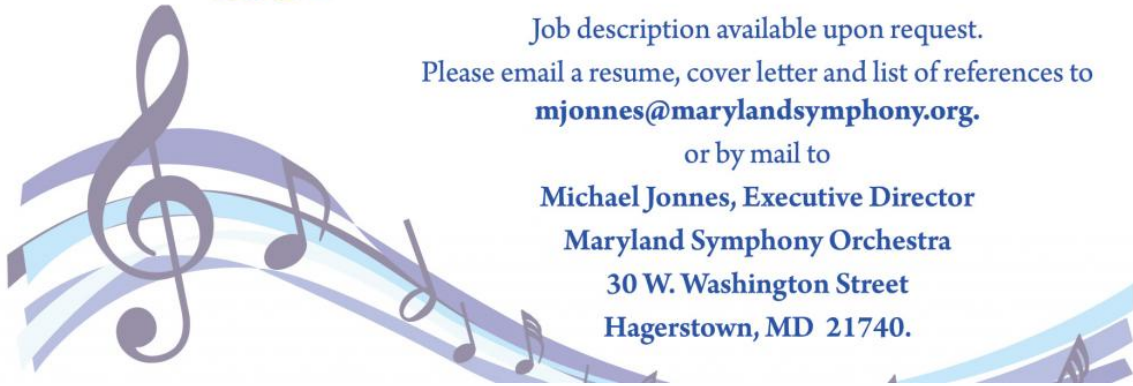 Job description available upon request.
Please email a resume, cover letter and list of references to
mjonnes@marylandsymphony.org.
or by mail to
Michael Jonnes, Executive Director
Maryland Symphony Orchestra
30 W. Washington Street
Hagerstown, MD 21740.